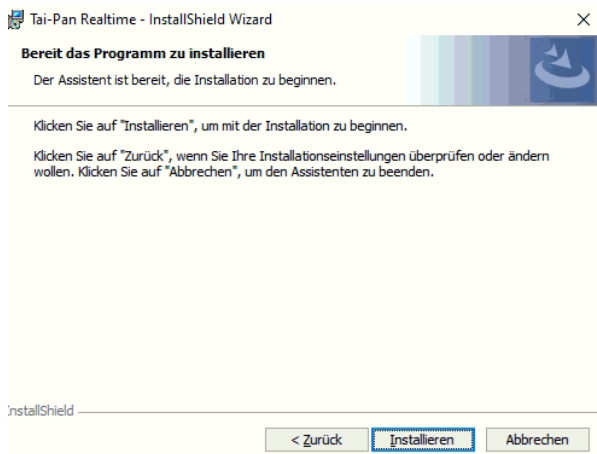 Tai-Pan Realtime - InstallShield Wizard
Bereit das Programm zu installieren
Der Assistent ist bereit, die Installation zu beginnen.
Klicken Sie auf "Installieren", um mit der Installation zu beginnen.
Klicken Sie auf "Zurück", wenn Sie Ihre Installationseinstellungen überprüfen oder ändern
wollen. Klicken Sie auf "Abbrechen", um den Assistenten zu beenden.
InstallShield
< Zurück Installieren Abbrechen